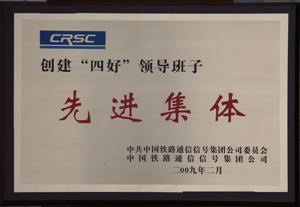 CRSC
创建“四好”领导班子
先进集体
中共中国铁路通信信号集团公司委员会
中国铁路通信信号集团公司
二00九年二月